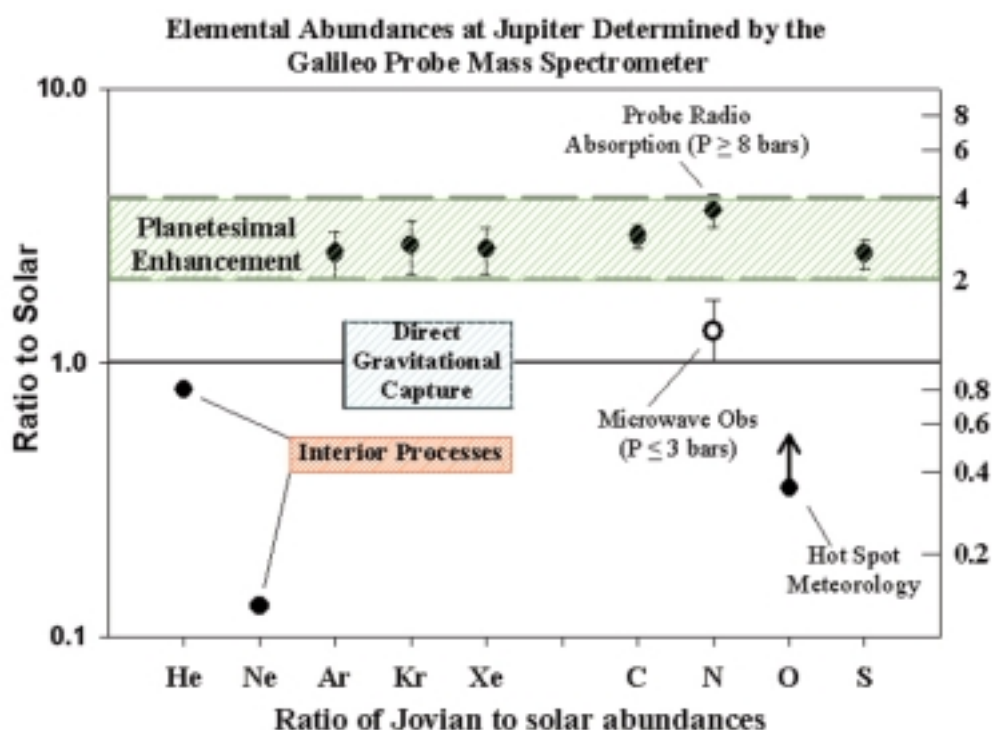 Elemental Abundances at Jupiter Determined by the
Galileo Probe Mass Spectrometer
10.0
Probe Radio
Absorption (P ≥ 8 bars)
8
6
4
Planetesimal
Enhancement
2
Ratio to Solar
Direct
Gravitational
Capture
1.0
0.8
Microwave Obs
(P ≤ 3 bars)
0.6
Interior Processes
0.4
Hot Spot
Meteorology
0.2
0.1
He Ne Ar Kr Xe C N O S
Ratio of Jovian to solar abundances